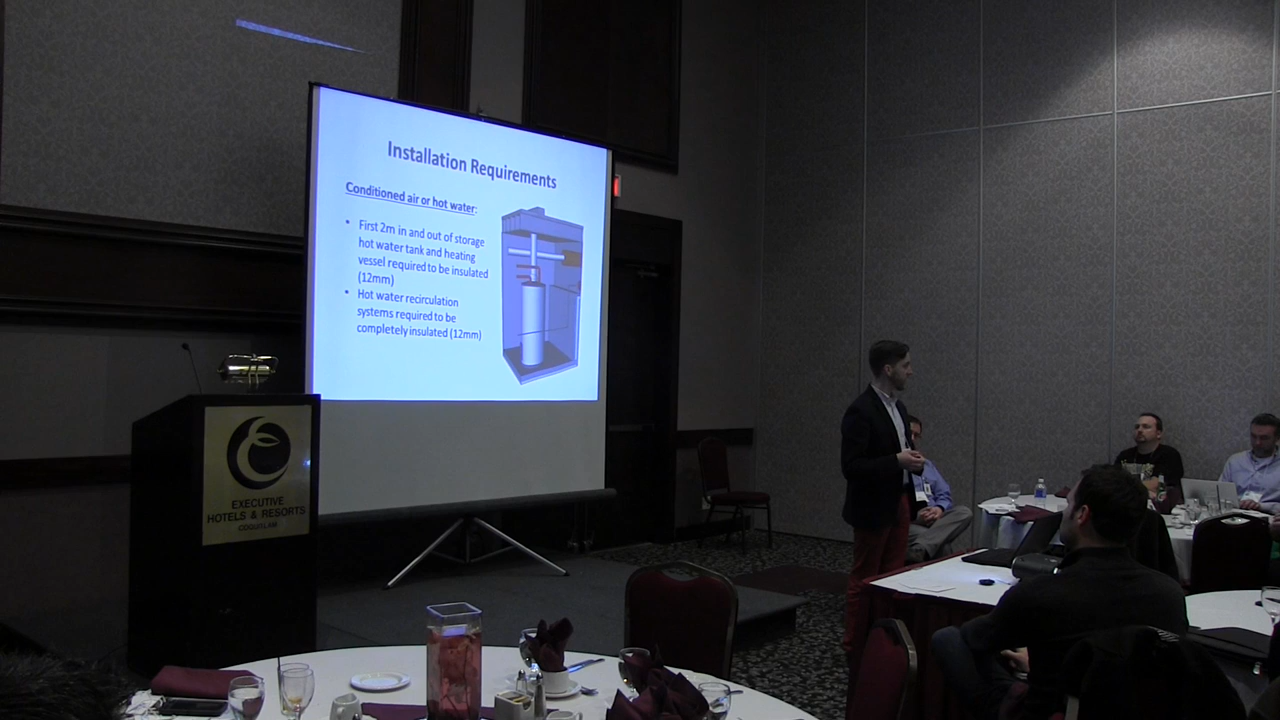 Installation Requirements
Conditioned air or hot water:
• First 2m in and out of storage
hot water tank and heating
vessel required to be insulated
(12mm)
• Hot water recirculation
systems required to be
completely insulated (12mm)
EXECUTIVE
HOTELS & RESORTS
COQUITLAM